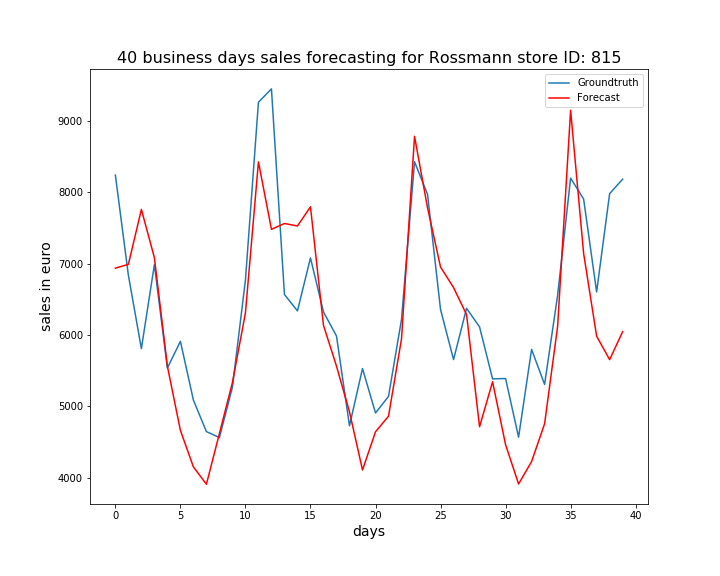 40 business days sales forecasting for Rossmann store ID: 815
Groundtruth
Forecast
9000
8000
7000
6000
5000
4000
sales in euro
0 5 10 15 20 25 30 35 40
days